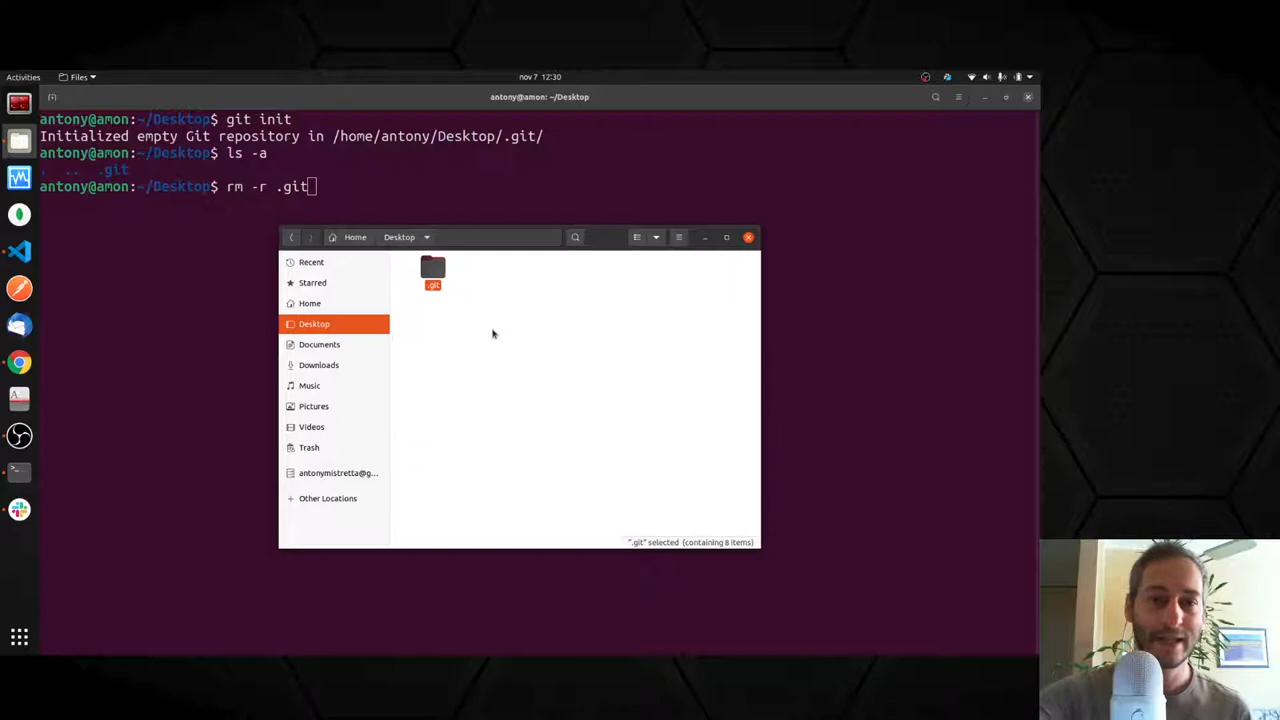 Activities
Files
nov 7 12:30
antony@amon: ~/Desktop
antony@amon:~/Desktop$ git init
Initialized empty Git repository in /home/antony/Desktop/.git/
antony@amon:~/Desktop$ ls -a
. .. .git
antony@amon:~/Desktop$ rm -r .git
Home
Desktop
Recent
Starred
Home
Desktop
Documents
Downloads
Music
Pictures
Videos
Trash
antonymistretta@g...
Other Locations
.git
".git" selected (containing 8 items)